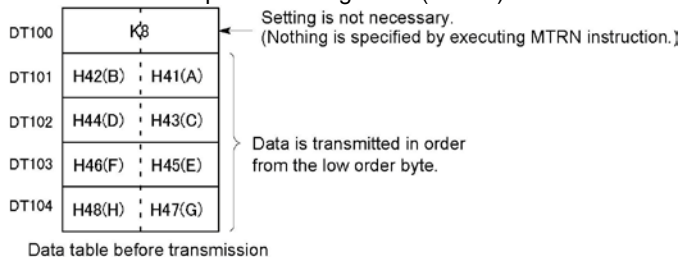 Setting is not necessary.
DT100 K8 (Nothing is specified by executing MTRN instruction.)
DT101 H42(B) H41(A)
DT102 H44(D) H43(C)
Data is transmitted in order
DT103 H46(F) H45(E) from the low order byte.
DT104 H48(H) H47(G)
Data table before transmission